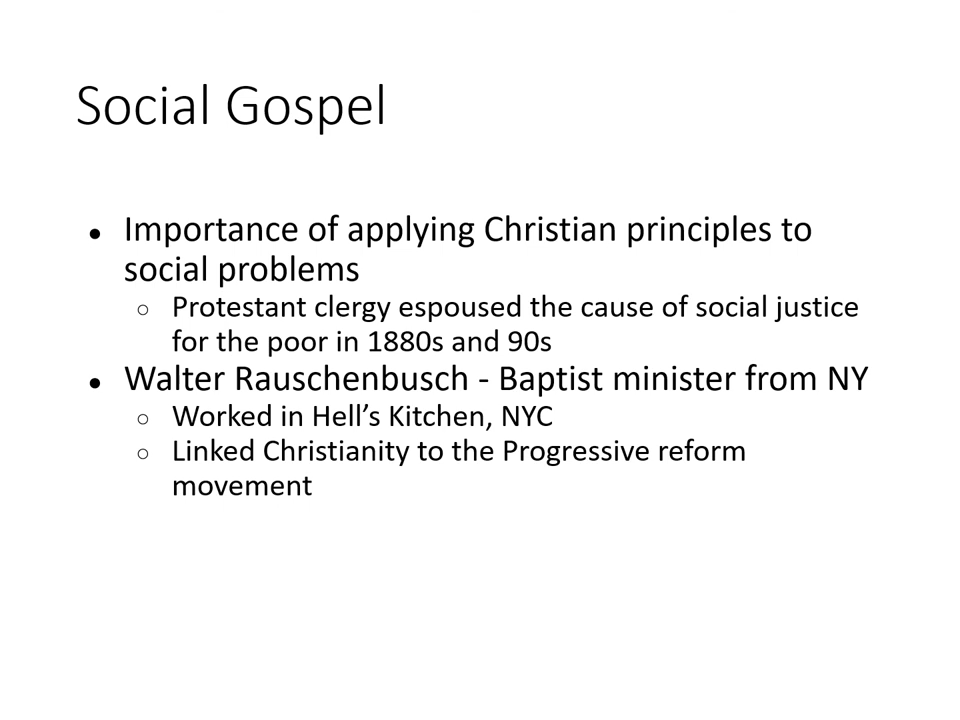 Social Gospel
● Importance of applying Christian principles to
social problems
○ Protestant clergy espoused the cause of social justice
for the poor in 1880s and 90s
● Walter Rauschenbusch - Baptist minister from NY
○ Worked in Hell’s Kitchen, NYC
○ Linked Christianity to the Progressive reform
movement